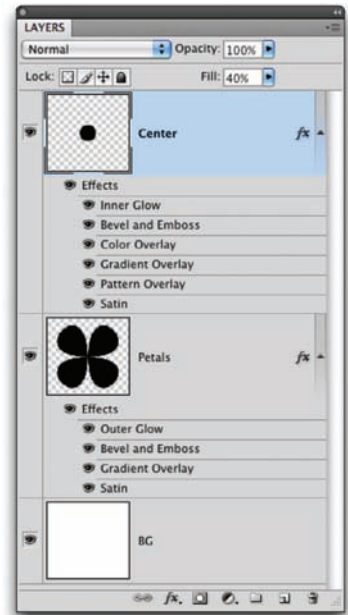 LAYERS
Normal Opacity: 100%
Lock: Fill: 40%
Center fx
Effects
Inner Glow
Bevel and Emboss
Color Overlay
Gradient Overlay
Pattern Overlay
Satin
Petals fx
Effects
Outer Glow
Bevel and Emboss
Gradient Overlay
Satin
BG
fx.